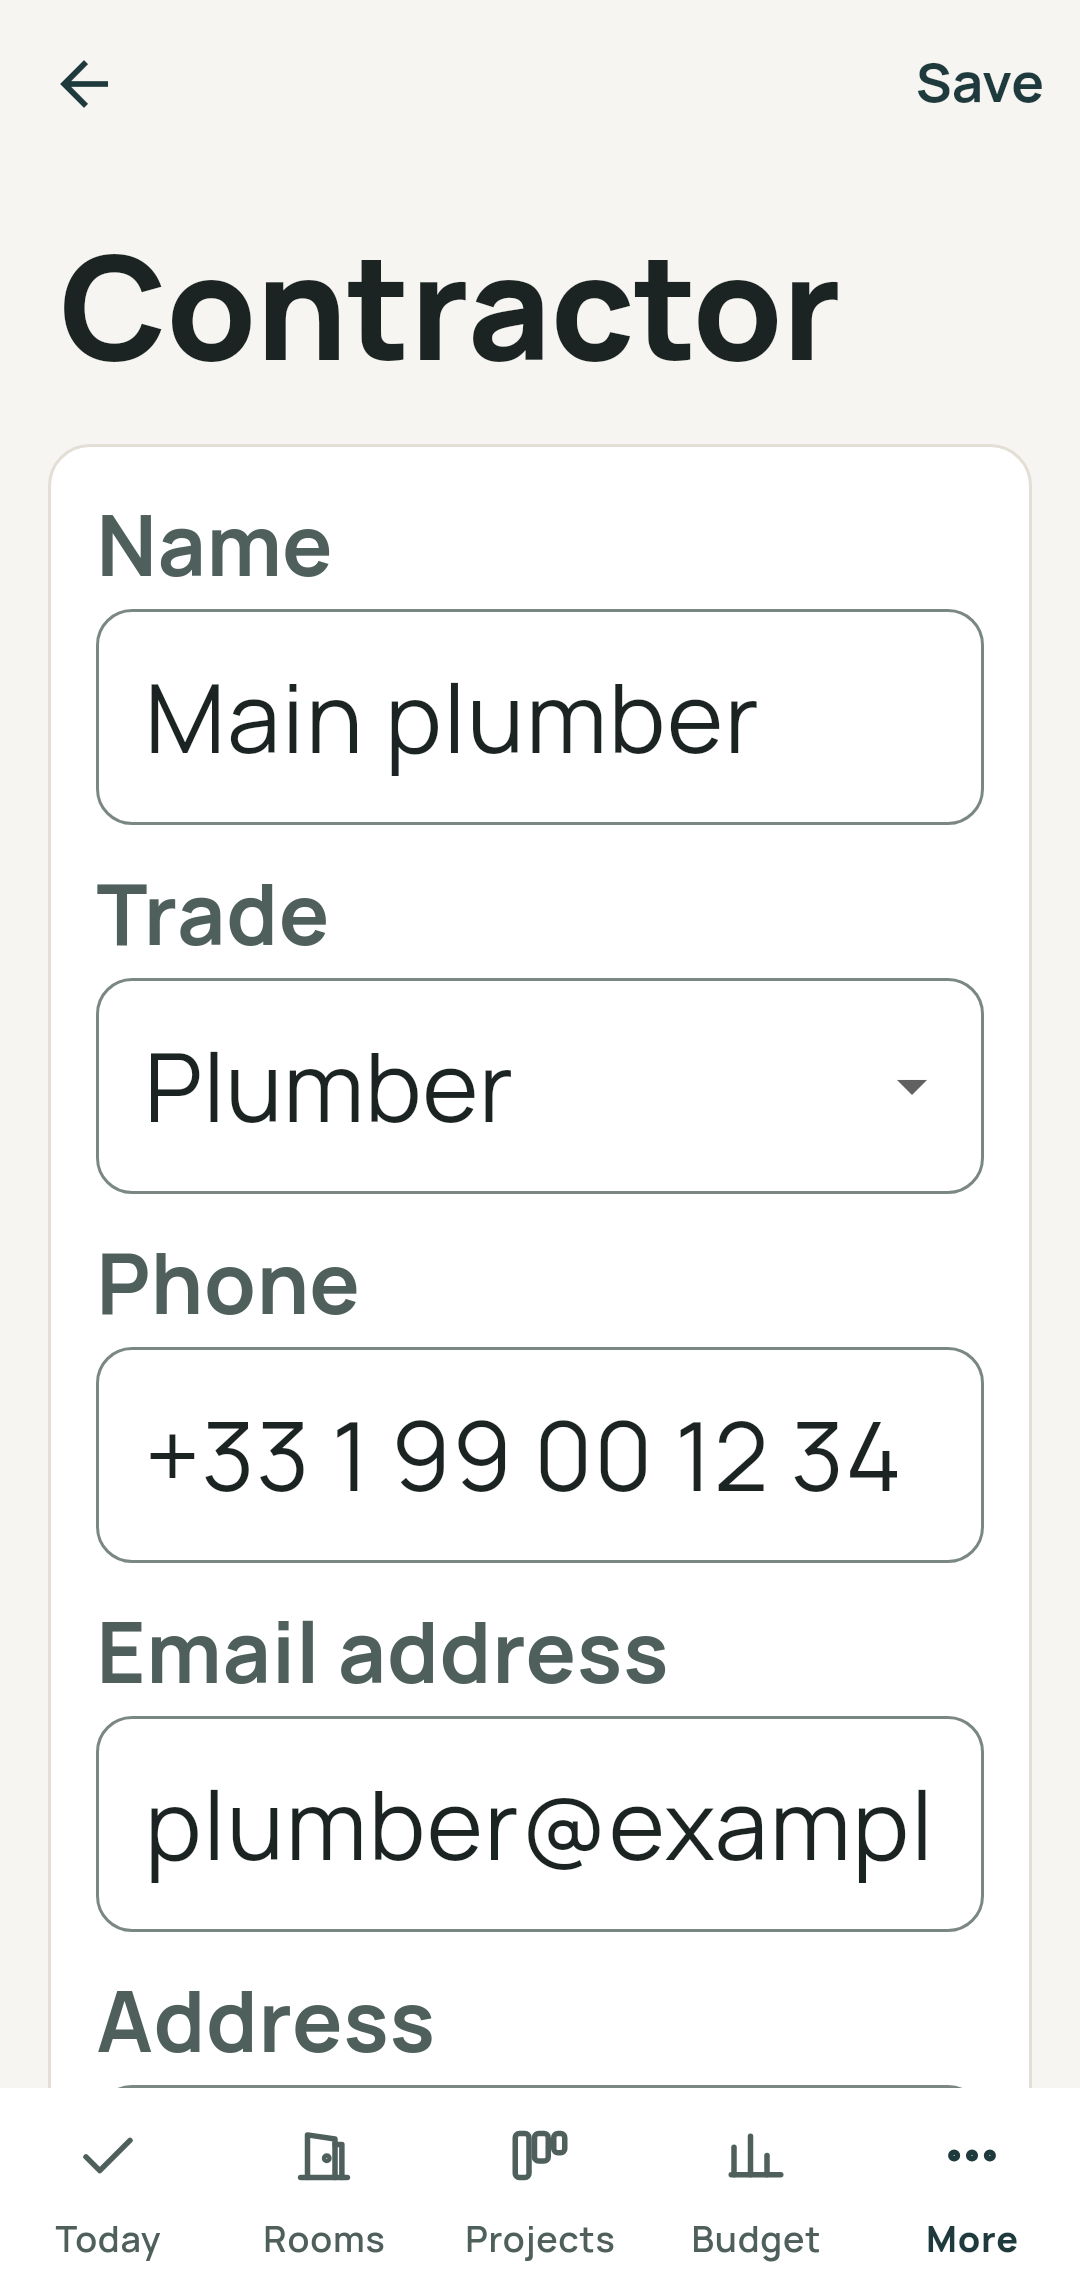 Save
Contractor
Name
Main plumber
Trade
Plumber
Phone
+33 1 99 00 12 34
Email address
plumber@exampl
Address
Today
Rooms
Projects
Budget
More